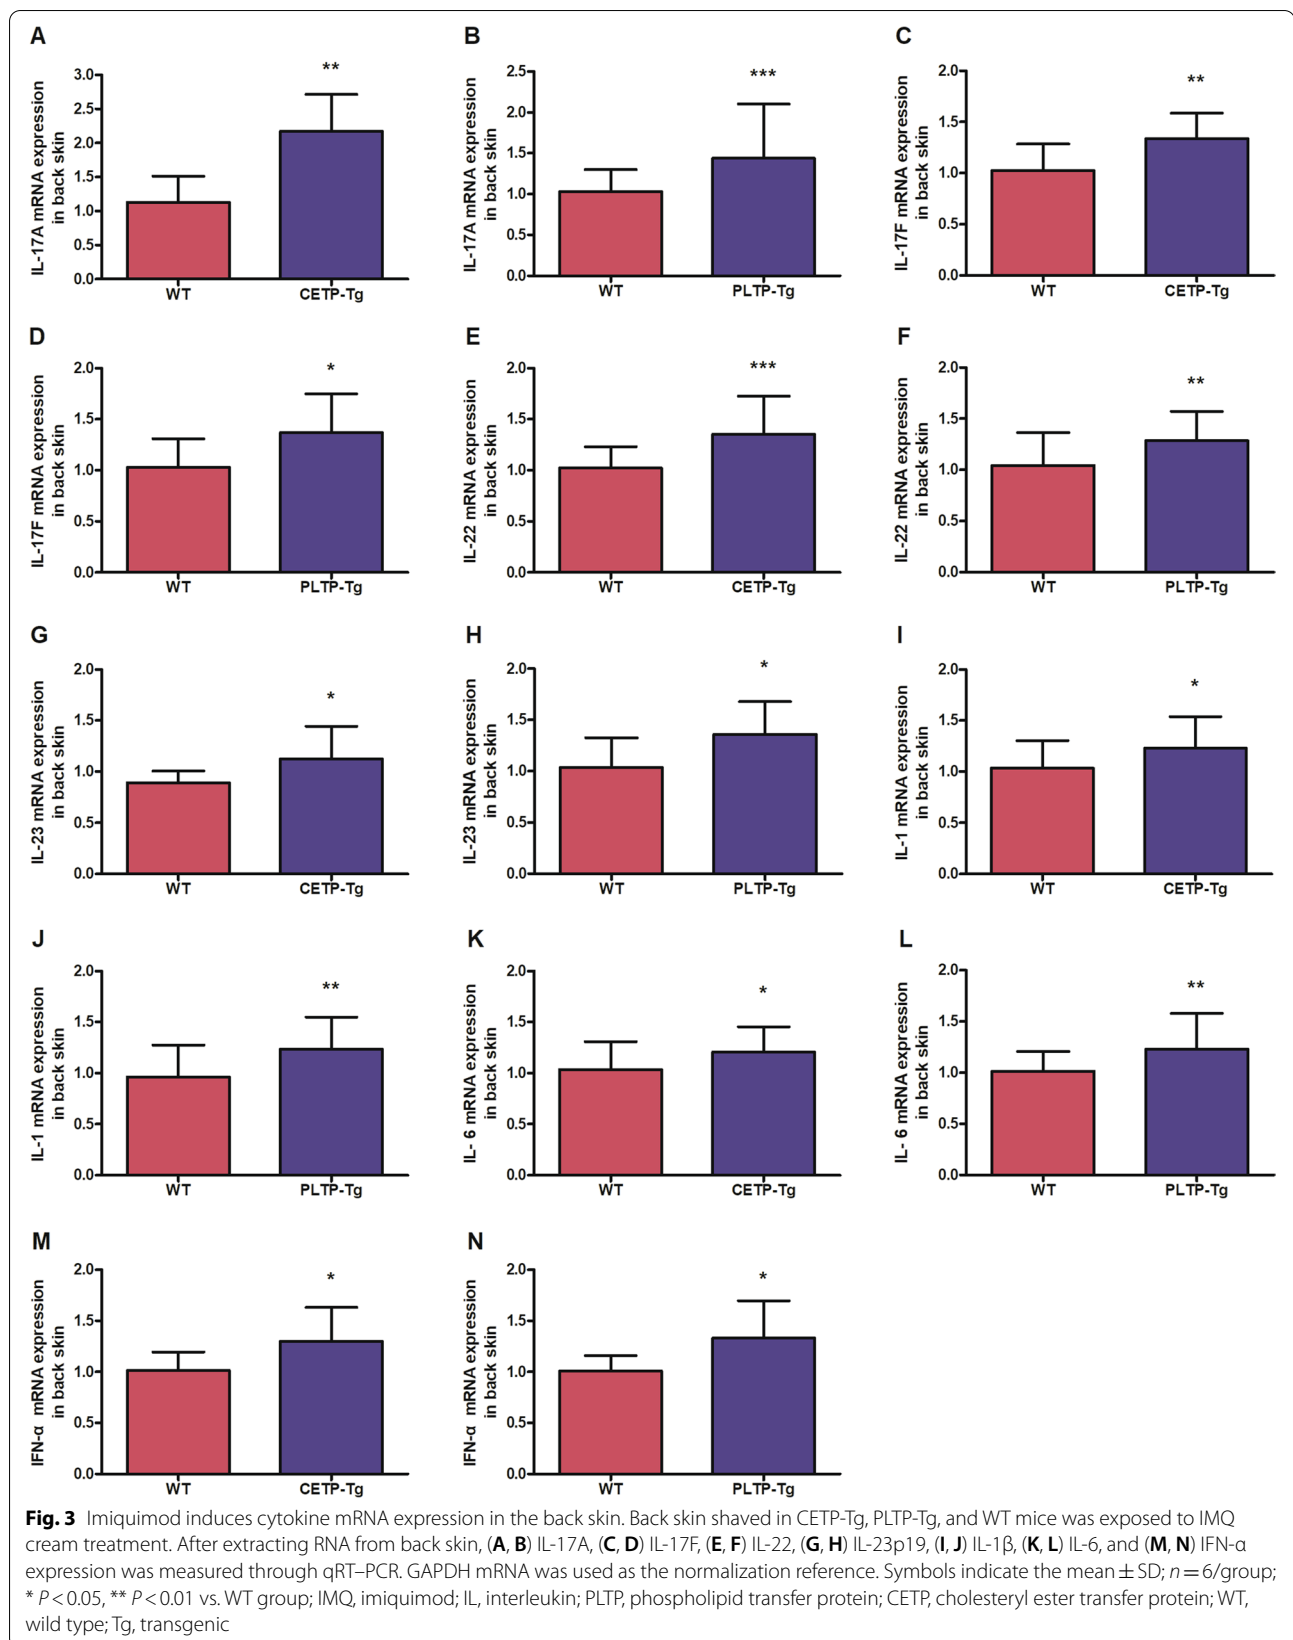 A
B
C
IL-17A mRNA expression
in back skin
3.0
2.5
2.0
1.5
1.0
0.5
0.0
**
WT
CETP-Tg
IL-17A mRNA expression
in back skin
2.5
2.0
1.5
1.0
0.5
0.0
***
WT
PLTP-Tg
IL-17F mRNA expression
in back skin
2.0
1.5
1.0
0.5
0.0
**
WT
CETP-Tg
D
E
F
IL-17F mRNA expression
in back skin
2.0
1.5
1.0
0.5
0.0
*
WT
PLTP-Tg
IL-22 mRNA expression
in back skin
2.0
1.5
1.0
0.5
0.0
***
WT
CETP-Tg
IL-22 mRNA expression
in back skin
2.0
1.5
1.0
0.5
0.0
**
WT
PLTP-Tg
G
H
I
IL-23 mRNA expression
in back skin
2.0
1.5
1.0
0.5
0.0
*
WT
CETP-Tg
IL-23 mRNA expression
in back skin
2.0
1.5
1.0
0.5
0.0
*
WT
PLTP-Tg
IL-1 mRNA expression
in back skin
2.0
1.5
1.0
0.5
0.0
*
WT
CETP-Tg
J
K
L
IL-1 mRNA expression
in back skin
2.0
1.5
1.0
0.5
0.0
**
WT
PLTP-Tg
IL- 6 mRNA expression
in back skin
2.0
1.5
1.0
0.5
0.0
*
WT
CETP-Tg
IL- 6 mRNA expression
in back skin
2.0
1.5
1.0
0.5
0.0
**
WT
PLTP-Tg
M
N
IFN-α mRNA expression
in back skin
2.0
1.5
1.0
0.5
0.0
*
WT
CETP-Tg
IFN-α mRNA expression
in back skin
2.0
1.5
1.0
0.5
0.0
*
WT
PLTP-Tg
Fig. 3 Imiquimod induces cytokine mRNA expression in the back skin. Back skin shaved in CETP-Tg, PLTP-Tg, and WT mice was exposed to IMQ
cream treatment. After extracting RNA from back skin, (A, B) IL-17A, (C, D) IL-17F, (E, F) IL-22, (G, H) IL-23p19, (I, J) IL-1β, (K, L) IL-6, and (M, N) IFN-α
expression was measured through qRT–PCR. GAPDH mRNA was used as the normalization reference. Symbols indicate the mean ± SD; n = 6/group;
* P < 0.05, ** P < 0.01 vs. WT group; IMQ, imiquimod; IL, interleukin; PLTP, phospholipid transfer protein; CETP, cholesteryl ester transfer protein; WT,
wild type; Tg, transgenic